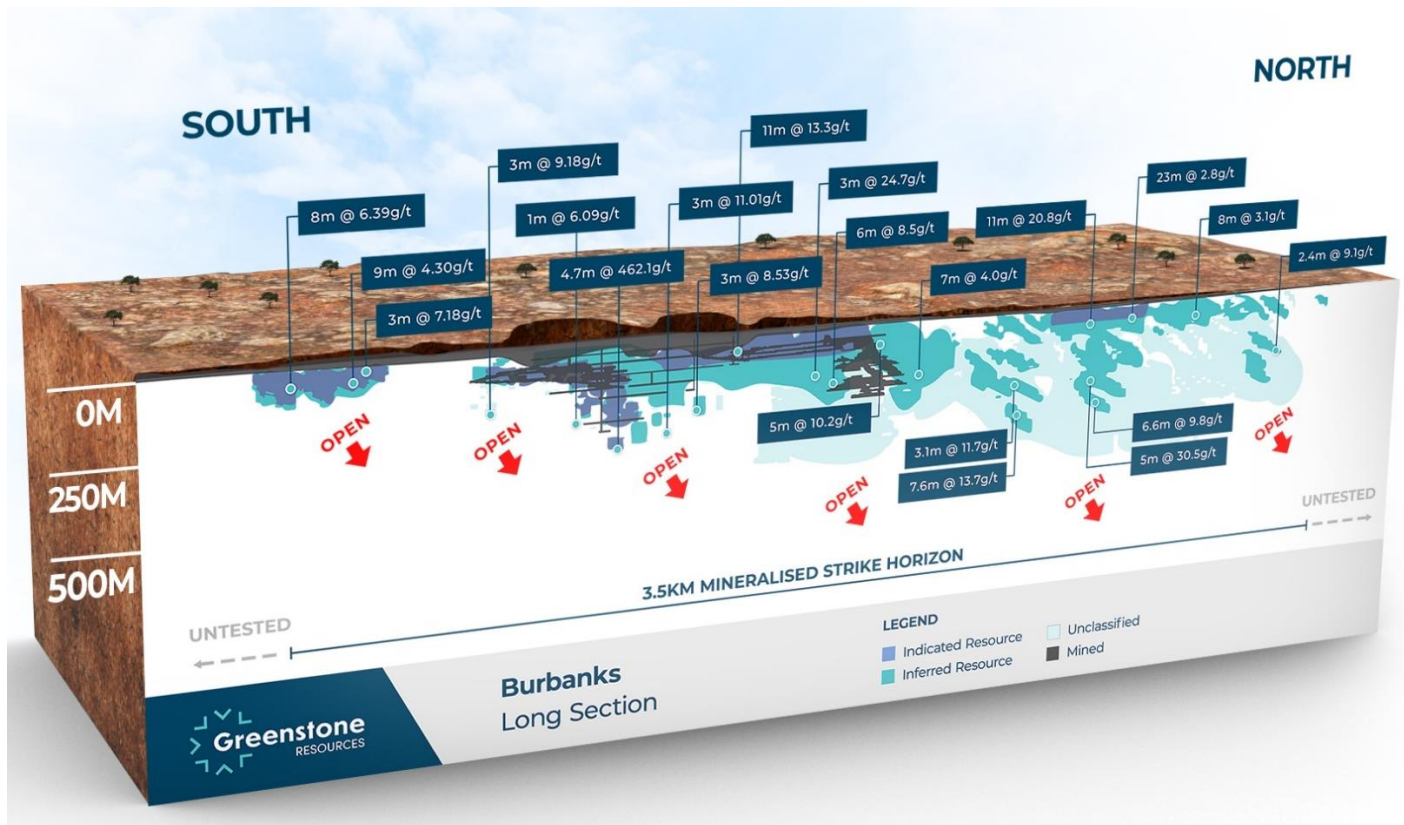 NORTH
SOUTH
11m @ 13.3g/t
3m @ 9.18g/t
3m @ 24.7g/t
23m @ 2.8g/t
8m @ 6.39g/t
1m @ 6.09g/t
3m @ 11.01g/t
6m @ 8.5g/t
11m @ 20.8g/t
8m @ 3.1g/t
9m @ 4.30g/t
4.7m @ 462.1g/t
3m @ 8.53g/t
7m @ 4.0g/t
2.4m @ 9.1g/t
3m @ 7.18g/t
0M
250M
500M
5m @ 10.2g/t
3.1m @ 11.7g/t
7.6m @ 13.7g/t
6.6m @ 9.8g/t
5m @ 30.5g/t
OPEN
OPEN
OPEN
OPEN
OPEN
OPEN
UNTESTED
3.5KM MINERALISED STRIKE HORIZON
UNTESTED
LEGEND
Indicated Resource
Inferred Resource
Unclassified
Mined
Burbanks
Long Section
Greenstone
RESOURCES